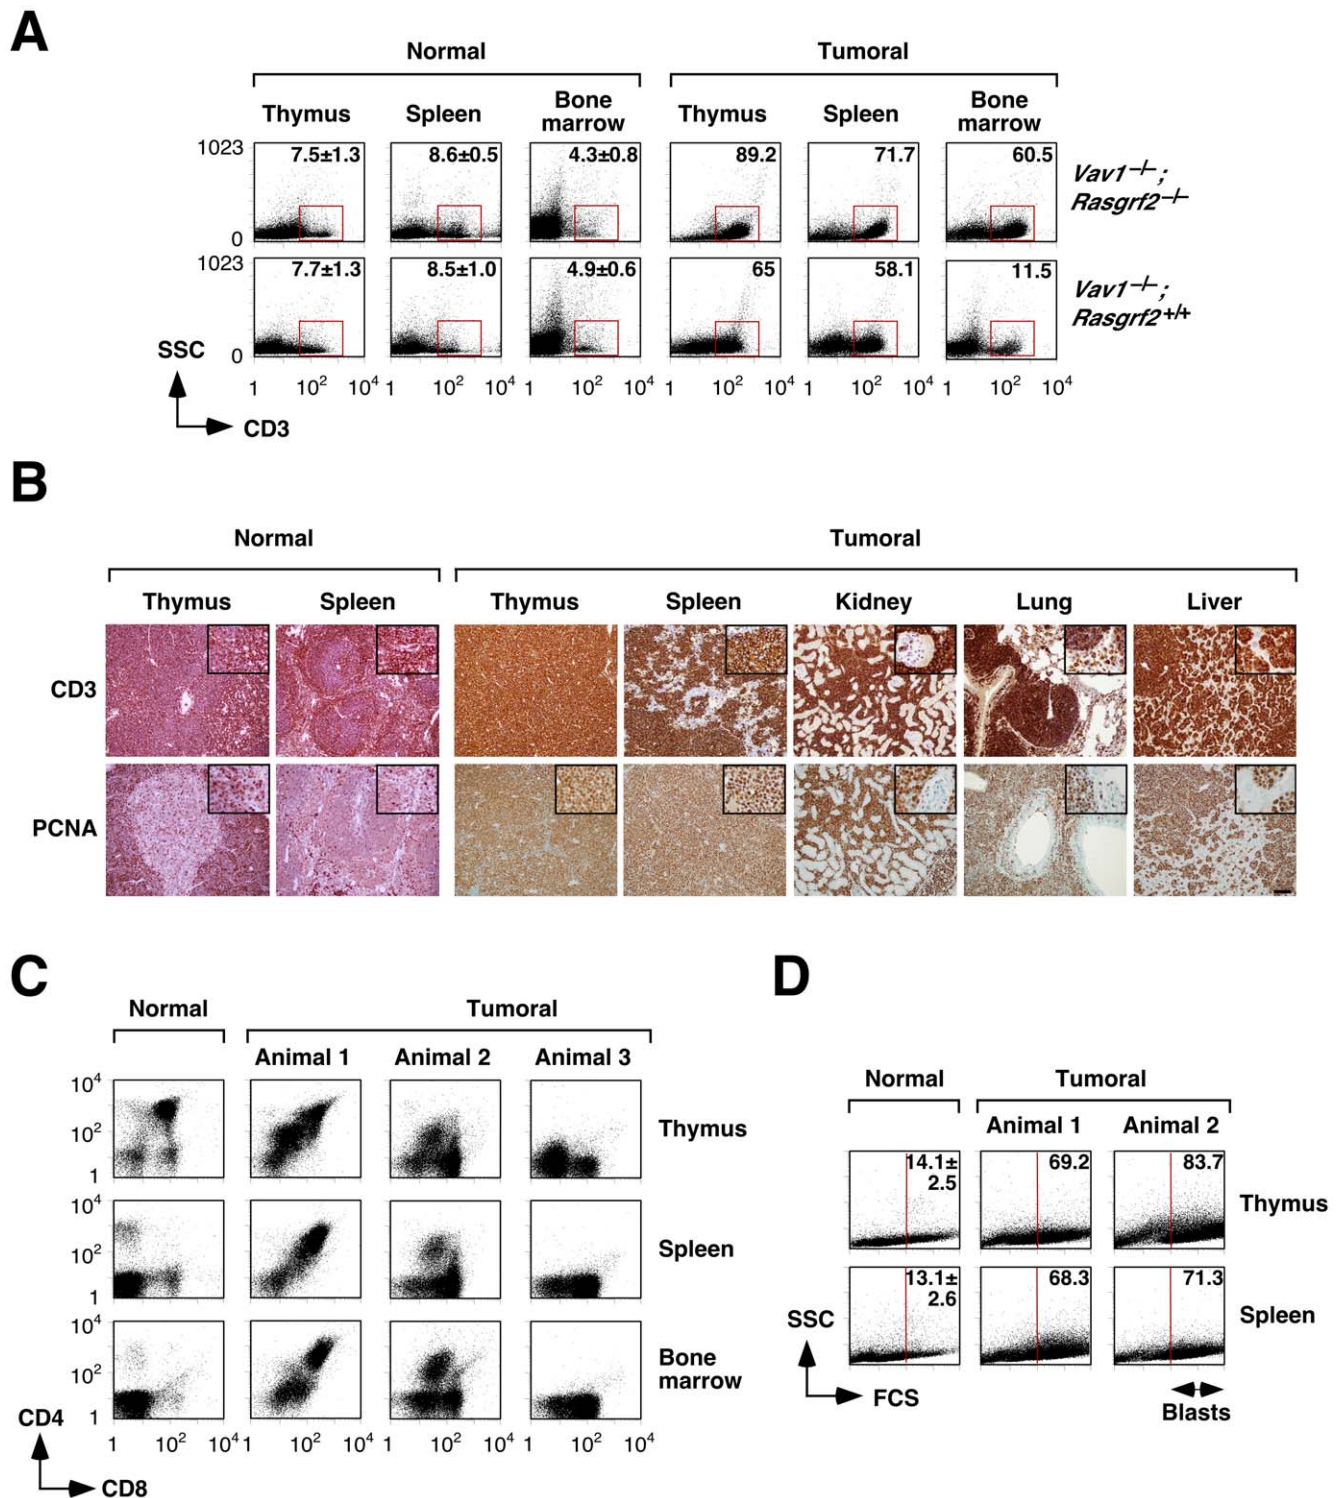 A
Normal
Tumoral
Thymus
Spleen
Bone
marrow
Thymus
Spleen
Bone
marrow
1023
7.5±1.3
8.6±0.5
4.3±0.8
89.2
71.7
60.5
Vav1–/–;
Rasgrf2–/–
0
1023
7.7±1.3
8.5±1.0
4.9±0.6
65
58.1
11.5
Vav1–/–;
Rasgrf2+/+
0
SSC
1 10² 10⁴
1 10² 10⁴
1 10² 10⁴
1 10² 10⁴
1 10² 10⁴
1 10² 10⁴
CD3
B
Normal
Tumoral
Thymus
Spleen
Thymus
Spleen
Kidney
Lung
Liver
CD3
PCNA
C
Normal
Tumoral
Animal 1
Animal 2
Animal 3
10⁴
10²
1
Thymus
10⁴
10²
1
Spleen
10⁴
10²
1
Bone
marrow
CD4
1 10² 10⁴
1 10² 10⁴
1 10² 10⁴
1 10² 10⁴
CD8
D
Normal
Tumoral
Animal 1
Animal 2
14.1±
2.5
69.2
83.7
Thymus
13.1±
2.6
68.3
71.3
Spleen
SSC
FCS
Blasts